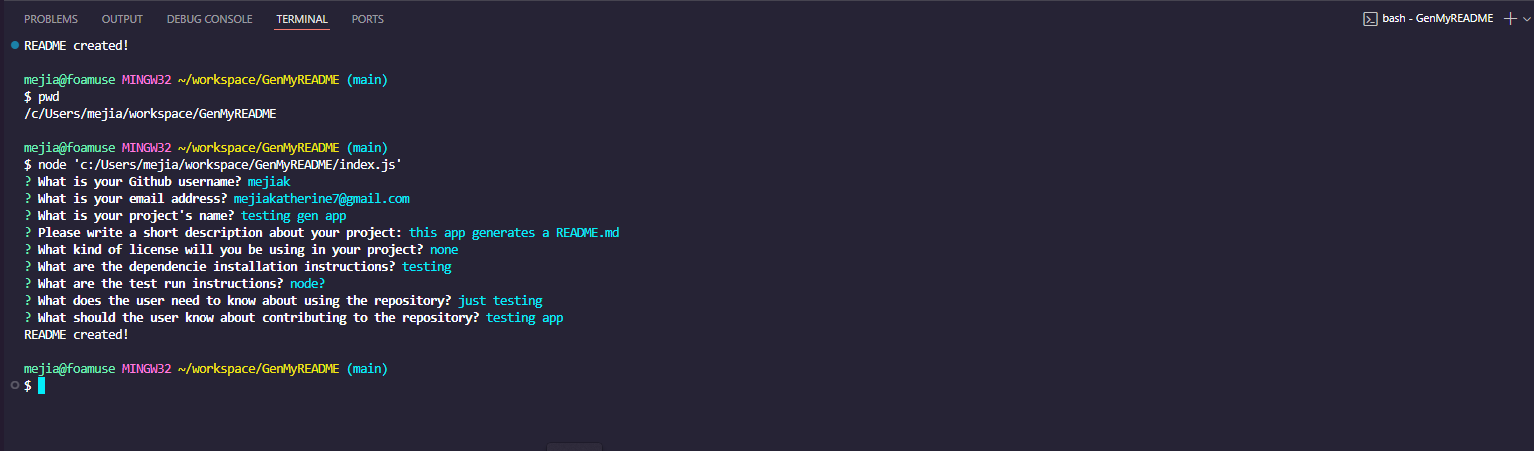 PROBLEMS OUTPUT DEBUG CONSOLE TERMINAL PORTS bash - GenMyREADME
README created!
mejia@foamuse MINGW32 ~/workspace/GenMyREADME (main)
$ pwd
/c/Users/mejia/workspace/GenMyREADME
mejia@foamuse MINGW32 ~/workspace/GenMyREADME (main)
$ node 'c:/Users/mejia/workspace/GenMyREADME/index.js'
? What is your Github username? mejiak
? What is your email address? mejiakatherine7@gmail.com
? What is your project's name? testing gen app
? Please write a short description about your project: this app generates a README.md
? What kind of license will you be using in your project? none
? What are the dependencie installation instructions? testing
? What are the test run instructions? node?
? What does the user need to know about using the repository? just testing
? What should the user know about contributing to the repository? testing app
README created!
mejia@foamuse MINGW32 ~/workspace/GenMyREADME (main)
$